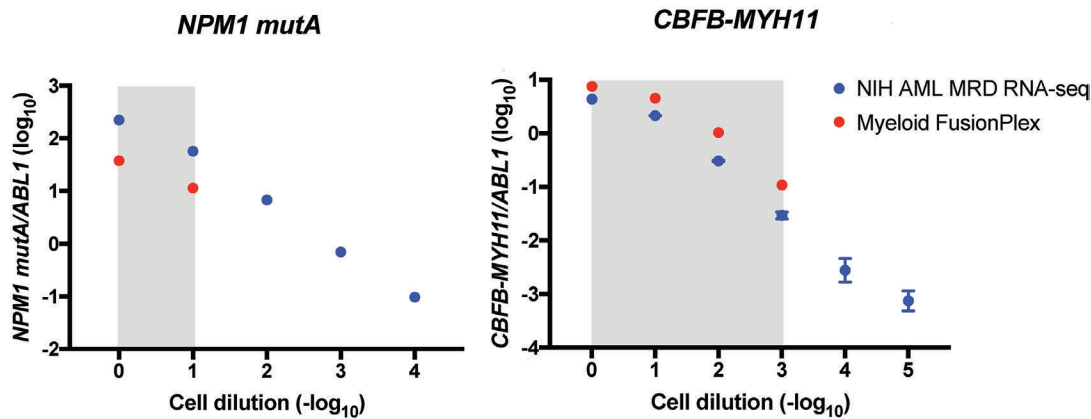 NPM1 mutA
NPM1 mutA/ABL1 (log10)
3
2
1
0
-1
-2
0 1 2 3 4
Cell dilution (-log10)
CBFB-MYH11
CBFB-MYH11/ABL1 (log10)
1
0
-1
-2
-3
-4
0 1 2 3 4 5
Cell dilution (-log10)
NIH AML MRD RNA-seq
Myeloid FusionPlex